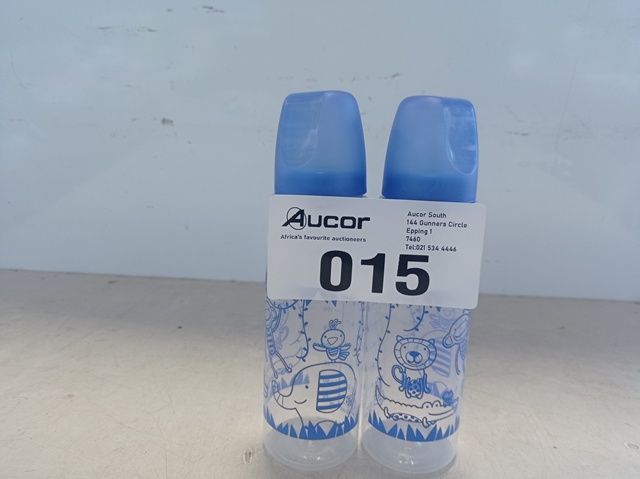 Aucor
Africa's favourite auctioneers
Aucor South
144 Gunners Circle
Epping 1
7460
Tel:021 534 4446
015